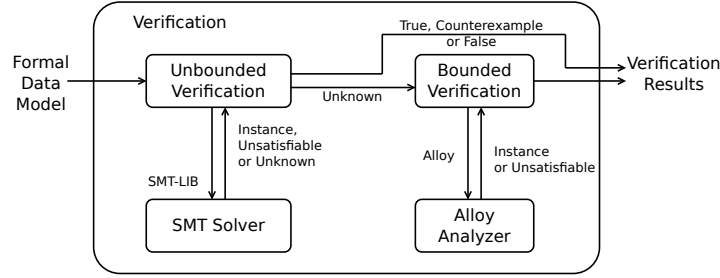 Verification
True, Counterexample
or False
Formal
Data
Model
Unbounded
Verification
Unknown
Bounded
Verification
Verification
Results
Instance,
Unsatisfiable
or Unknown
SMT-LIB
Alloy
Instance
or Unsatisfiable
SMT Solver
Alloy
Analyzer